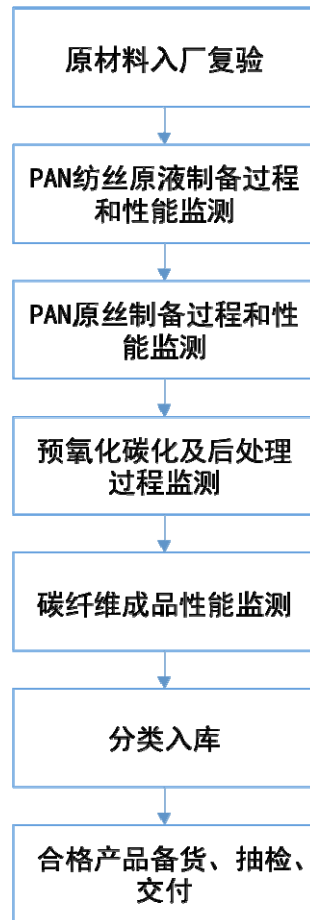 原材料入厂复验
PAN纺丝原液制备过程
和性能监测
PAN原丝制备过程和性
能监测
预氧化碳化及后处理
过程监测
碳纤维成品性能监测
分类入库
合格产品备货、抽检、
交付